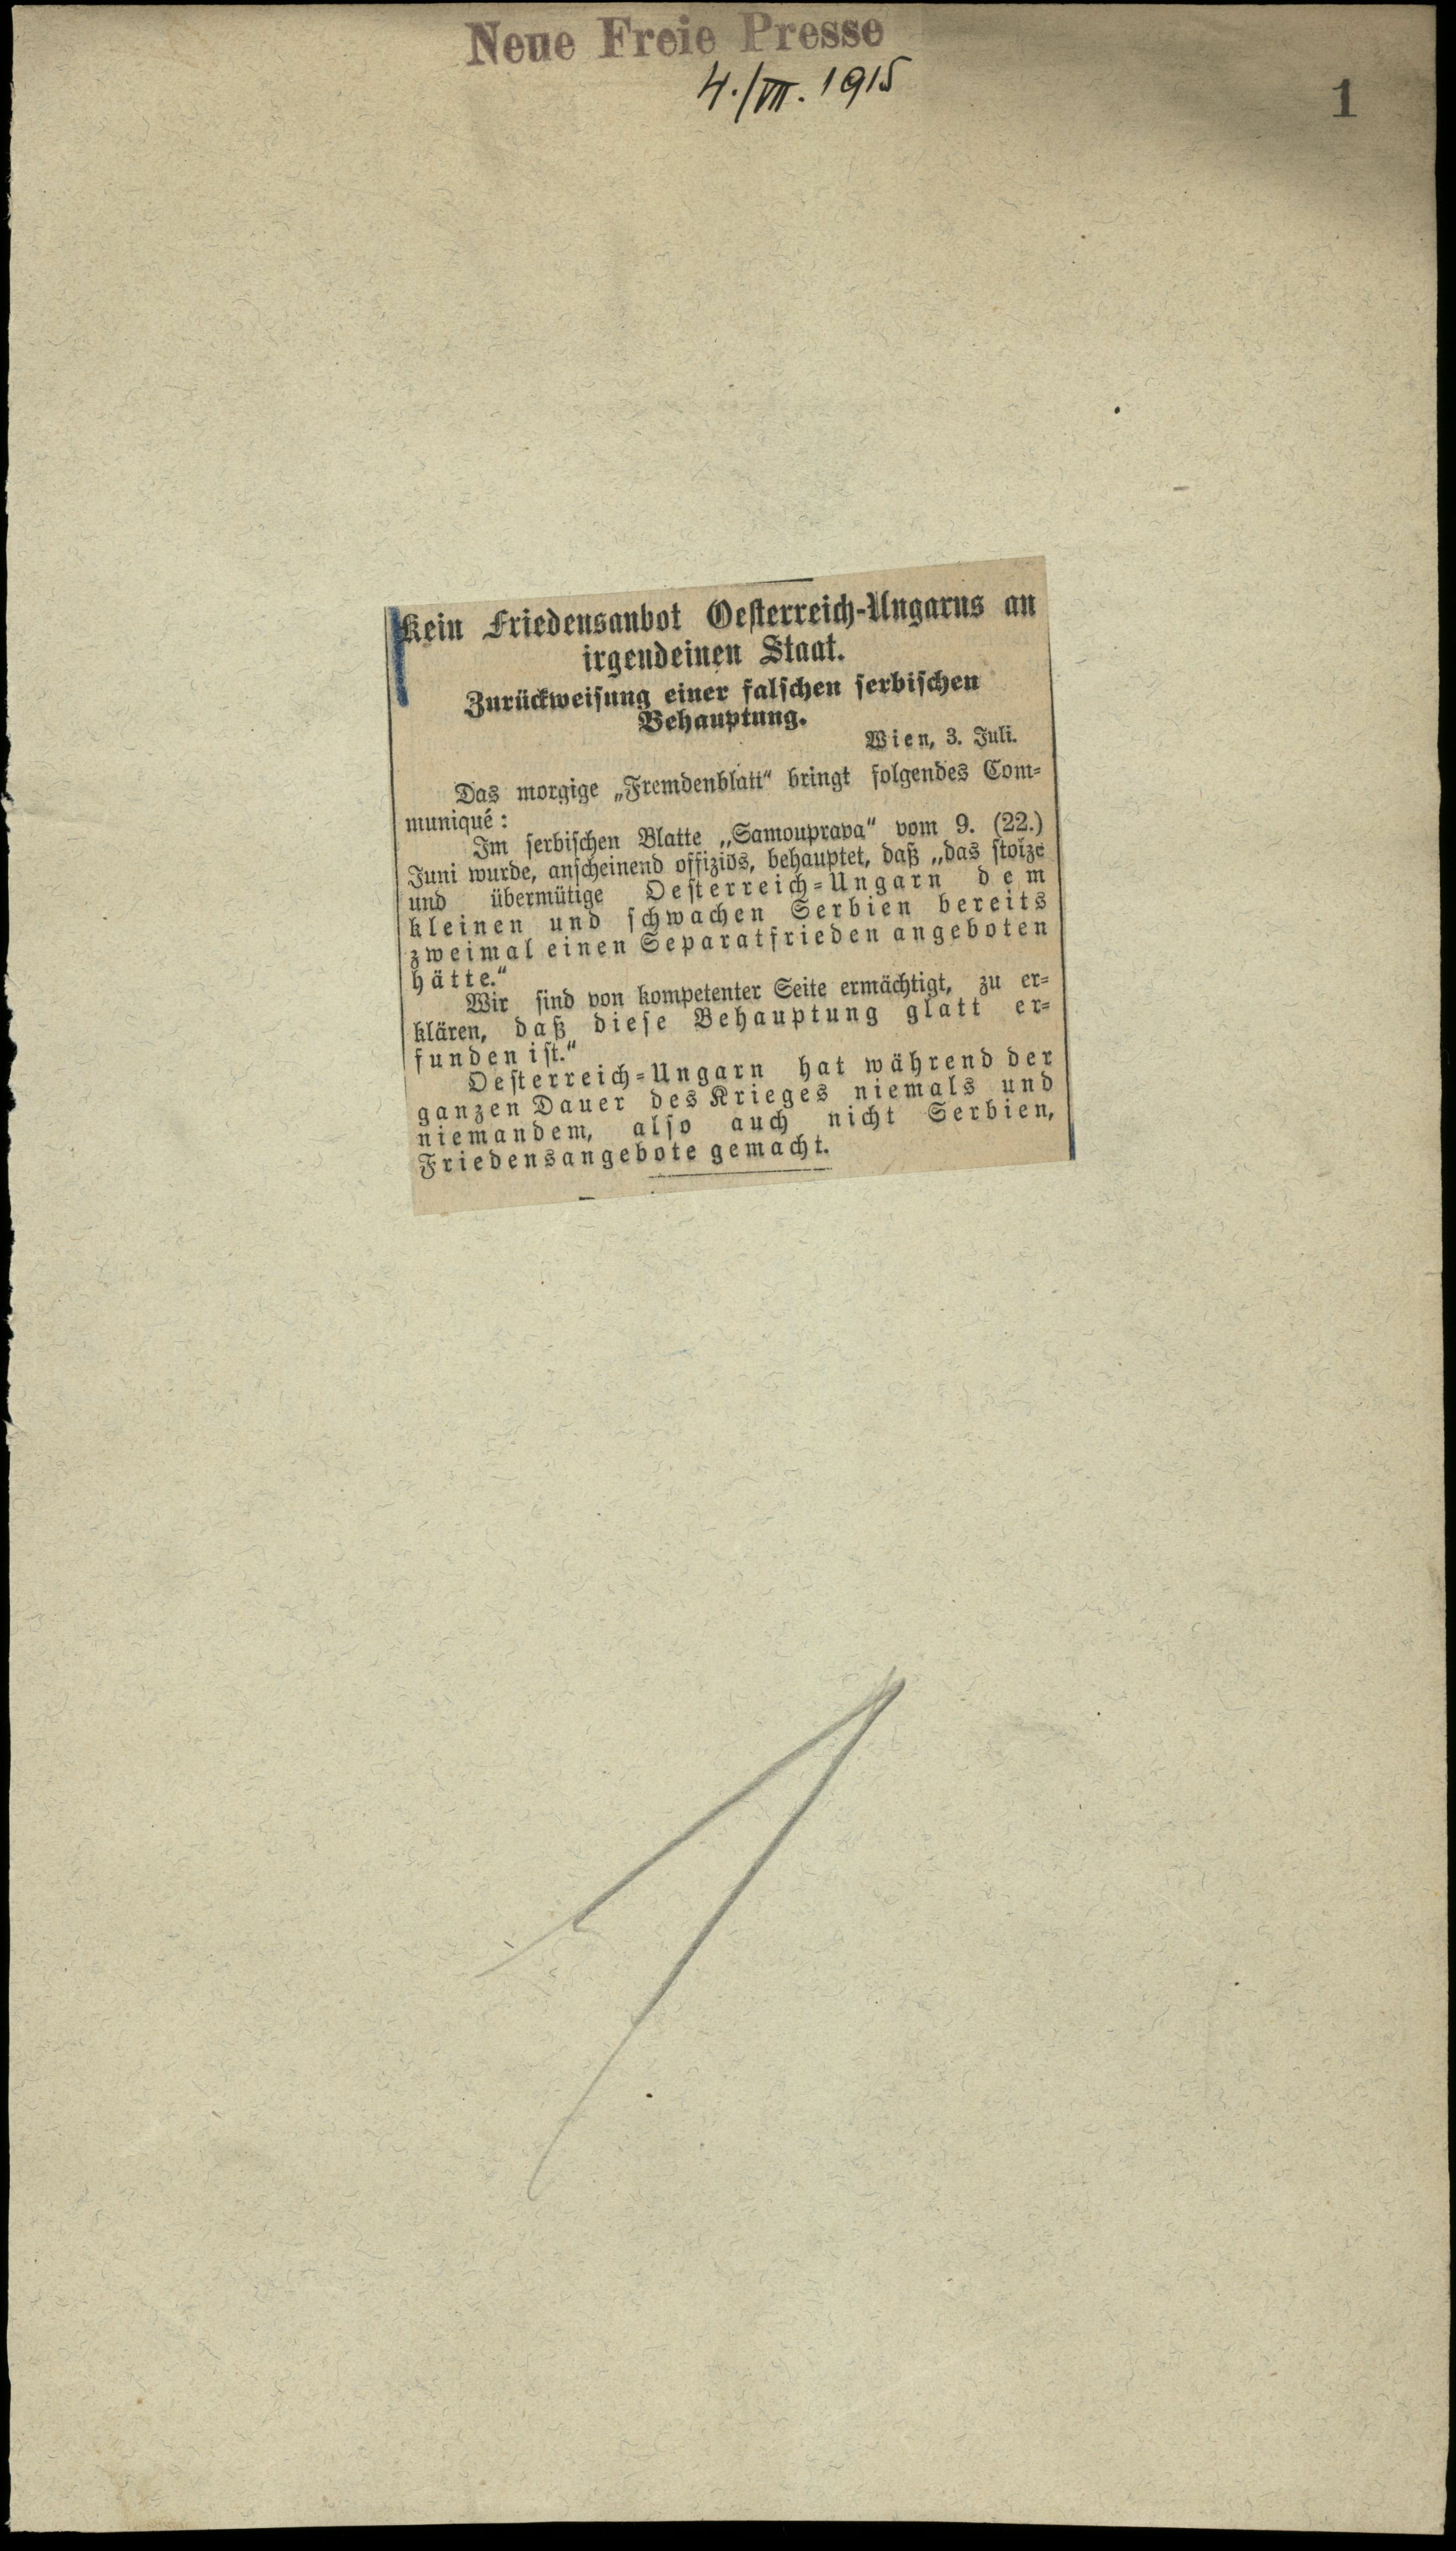 Neue Freie Presse
4./VII. 1915
1
Kein Friedensanbot Oesterreich-Ungarns an
irgendeinen Staat.
Zurückweisung einer falschen serbischen
Behauptung.
Wien, 3. Juli.
Das morgige „Fremdenblatt“ bringt folgendes Com-
muniqué:
Im serbischen Blatte „Samouprava“ vom 9. (22.)
Juni wurde, anscheinend offiziös, behauptet, daß „das stolze
und übermütige Oesterreich-Ungarn dem
kleinen und schwachen Serbien bereits
zweimal einen Separatfrieden angeboten
hätte.“
Wir sind von kompetenter Seite ermächtigt, zu er-
klären, daß diese Behauptung glatt er-
funden ist.“
Oesterreich-Ungarn hat während der
ganzen Dauer des Krieges niemals und
niemandem, also auch nicht Serbien,
Friedensangebote gemacht.